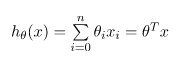 h_θ(x) = ∑_{i=0}^{n} θ_i x_i = θ^T x